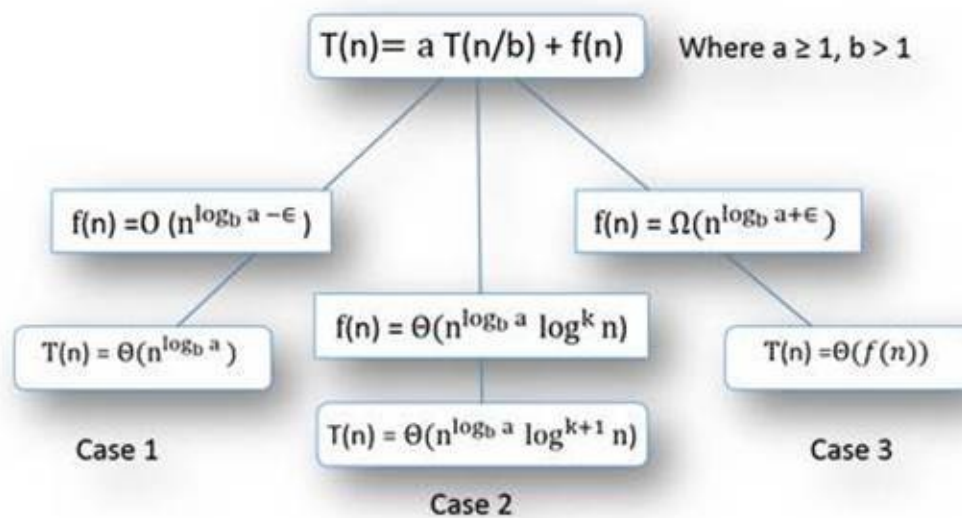 T(n)= a T(n/b) + f(n)
Where a ≥ 1, b > 1
f(n) =O (n^{log_b a −∈})
f(n) = Ω(n^{log_b a+∈})
f(n) = Θ(n^{log_b a} log^k n)
T(n) = Θ(n^{log_b a})
T(n) =Θ(f(n))
T(n) = Θ(n^{log_b a} log^{k+1} n)
Case 1
Case 3
Case 2